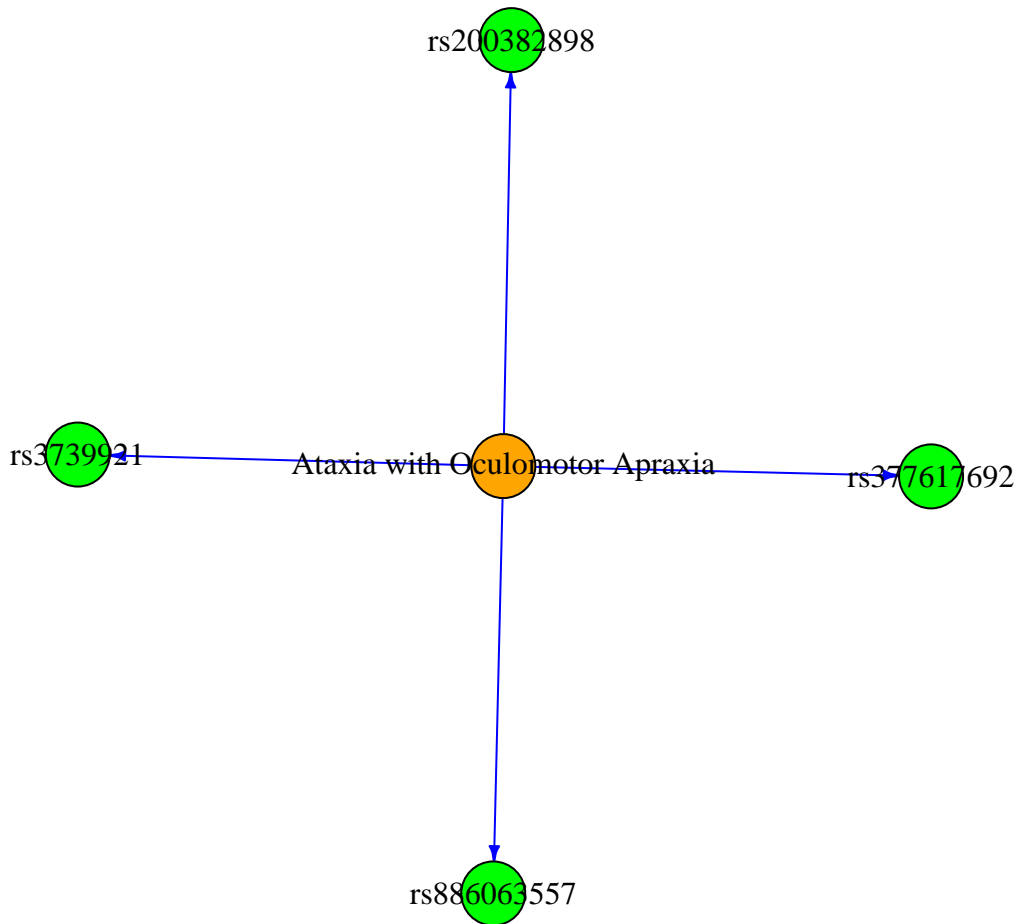 rs200382898
rs3739921
Ataxia with Oculomotor Apraxia
rs377617692
rs886063557